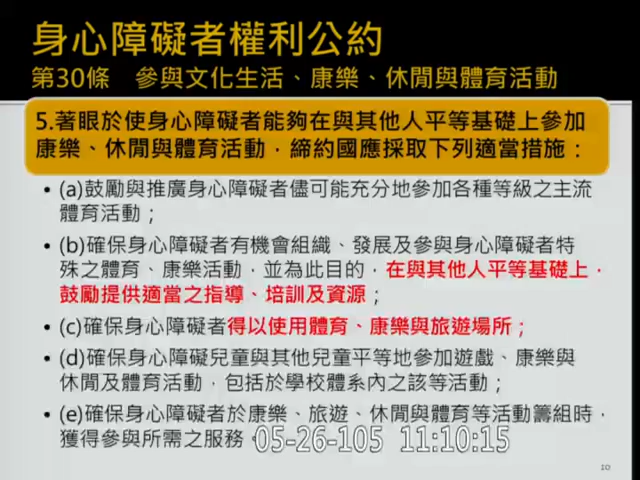 身心障礙者權利公約
第30條 參與文化生活、康樂、休閒與體育活動
5.著眼於使身心障礙者能夠在與其他人平等基礎上參加
康樂、休閒與體育活動，締約國應採取下列適當措施：
• (a)鼓勵與推廣身心障礙者儘可能充分地參加各種等級之主流
體育活動；
• (b)確保身心障礙者有機會組織、發展及參與身心障礙者特
殊之體育、康樂活動，並為此目的，在與其他人平等基礎上，
鼓勵提供適當之指導、培訓及資源；
• (c)確保身心障礙者得以使用體育、康樂與旅遊場所；
• (d)確保身心障礙兒童與其他兒童平等地參加遊戲、康樂與
休閒及體育活動，包括於學校體系內之該等活動；
• (e)確保身心障礙者於康樂、旅遊、休閒與體育等活動籌組時，
獲得參與所需之服務。
05-26-105 11:10:15
10